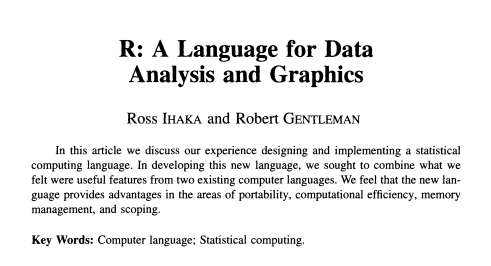 R: A Language for Data
Analysis and Graphics
Ross IHAKA and Robert GENTLEMAN
In this article we discuss our experience designing and implementing a statistical
computing language. In developing this new language, we sought to combine what we
felt were useful features from two existing computer languages. We feel that the new lan-
guage provides advantages in the areas of portability, computational efficiency, memory
management, and scoping.
Key Words: Computer language; Statistical computing.